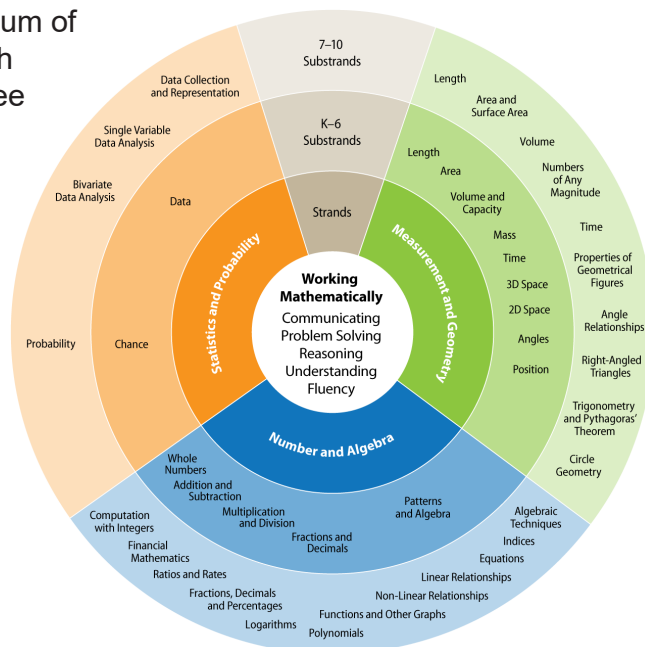 um of
h
ee
7–10
Substrands
K–6
Substrands
Strands
Data Collection
and Representation
Single Variable
Data Analysis
Bivariate
Data Analysis
Probability
Data
Chance
Statistics and Probability
Working
Mathematically
Communicating
Problem Solving
Reasoning
Understanding
Fluency
Measurement and Geometry
Length
Area
Volume and
Capacity
Mass
Time
3D Space
2D Space
Angles
Position
Length
Area and
Surface Area
Volume
Numbers
of Any
Magnitude
Time
Properties of
Geometrical
Figures
Angle
Relationships
Right-Angled
Triangles
Trigonometry
and Pythagoras’
Theorem
Circle
Geometry
Number and Algebra
Whole
Numbers
Addition and
Subtraction
Multiplication
and Division
Fractions and
Decimals
Patterns
and Algebra
Computation
with Integers
Financial
Mathematics
Ratios and Rates
Fractions, Decimals
and Percentages
Logarithms
Polynomials
Functions and Other Graphs
Non-Linear Relationships
Linear Relationships
Equations
Indices
Algebraic
Techniques